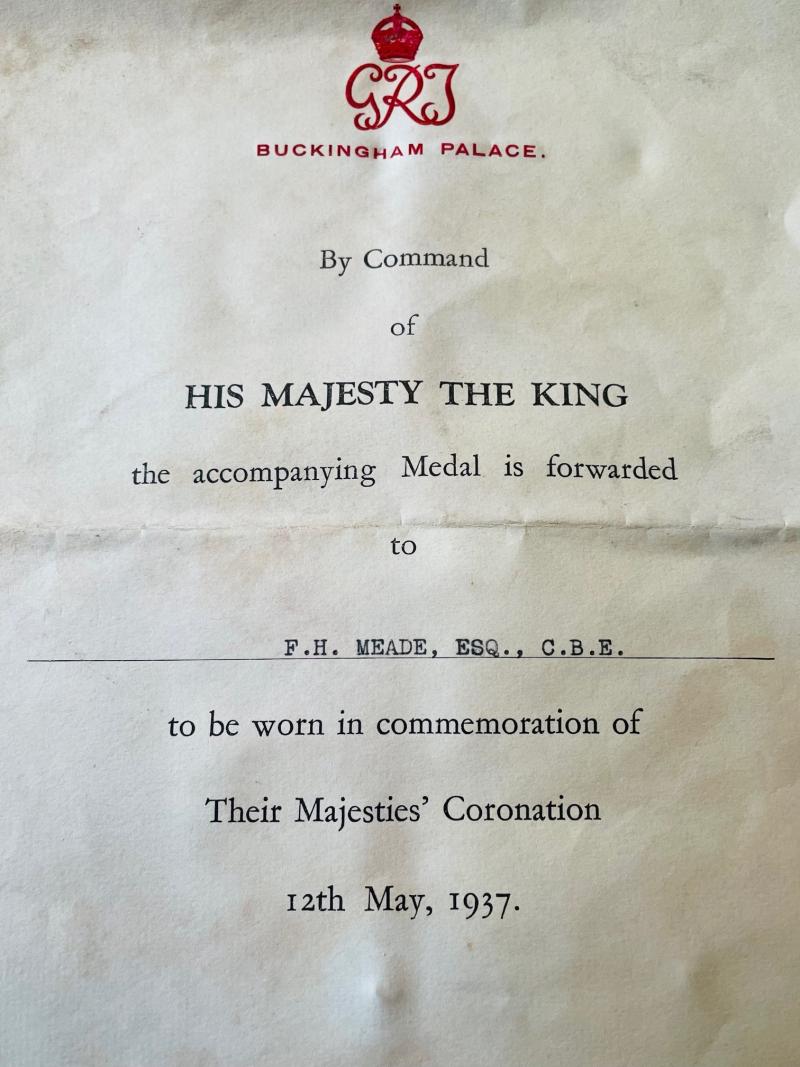 GRI
BUCKINGHAM PALACE.
By Command
of
HIS MAJESTY THE KING
the accompanying Medal is forwarded
to
F.H. MEADE, ESQ., C.B.E.
to be worn in commemoration of
Their Majesties’ Coronation
12th May, 1937.